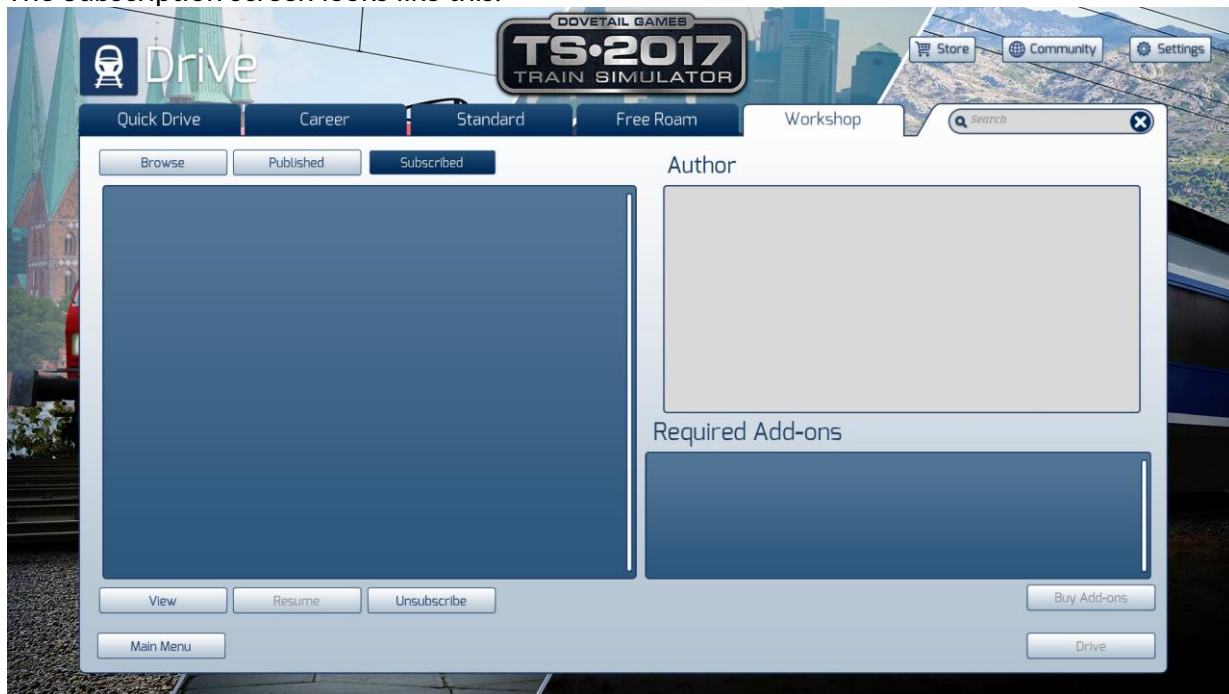 The subscription screen looks like this:
Drive
DOVETAIL GAMES
TS•2017
TRAIN SIMULATOR
Store
Community
Settings
Quick Drive
Career
Standard
Free Roam
Workshop
Search
Browse
Published
Subscribed
Author
Required Add-ons
View
Resume
Unsubscribe
Buy Add-ons
Main Menu
Drive